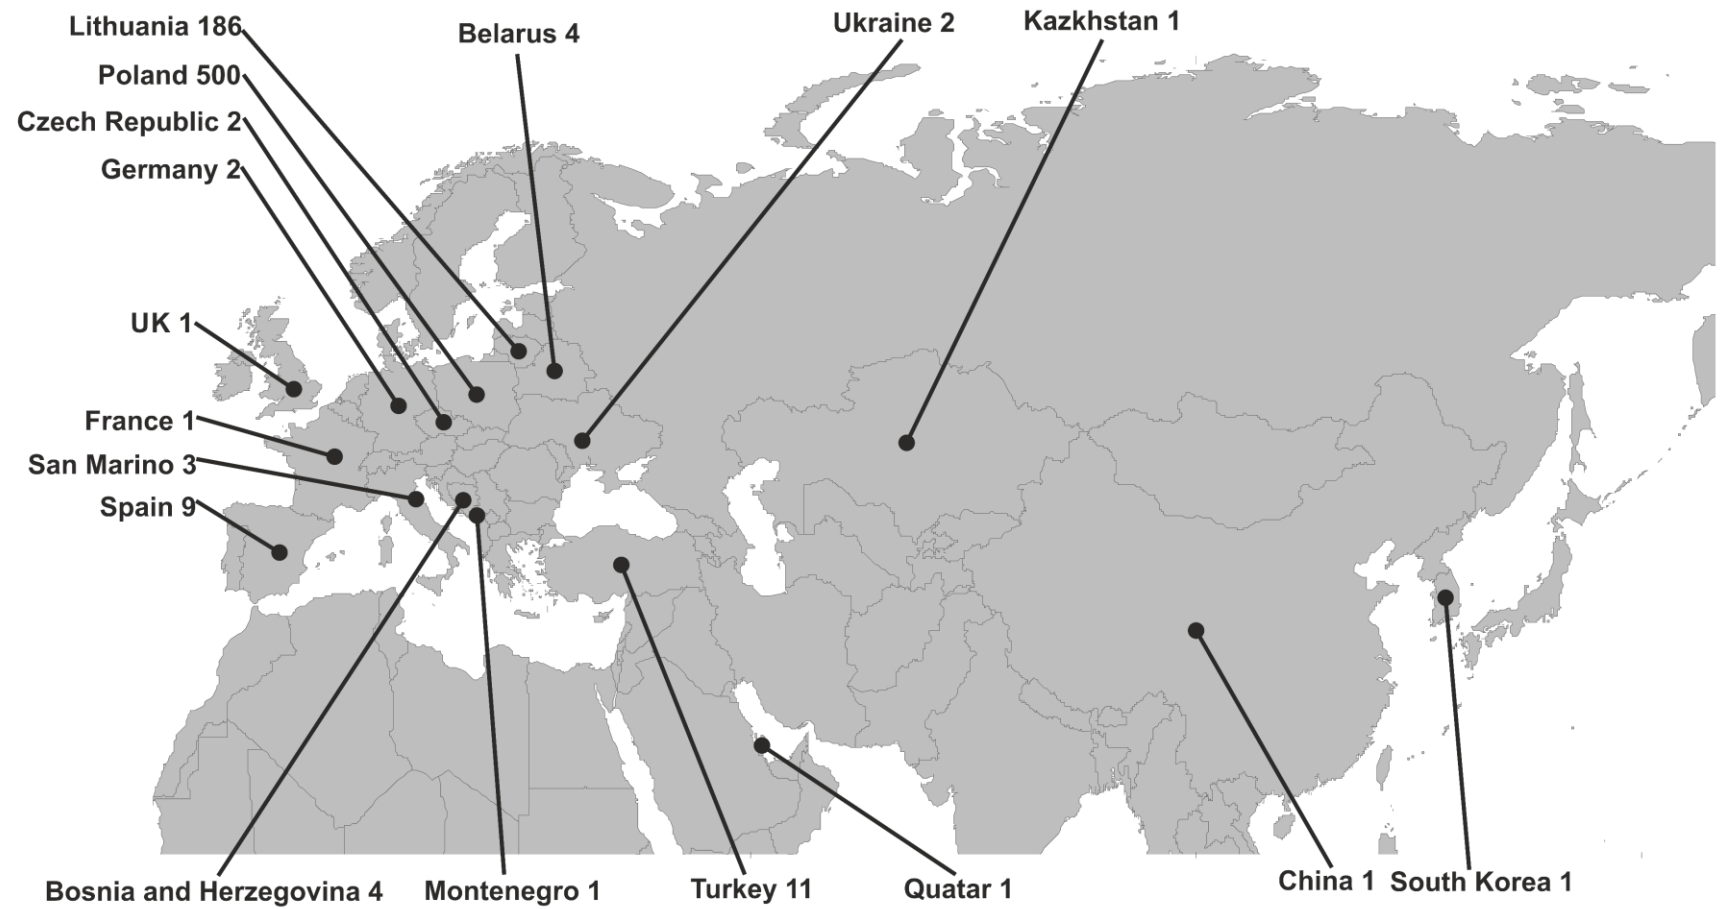 Lithuania 186
Poland 500
Czech Republic 2
Germany 2
Belarus 4
Ukraine 2
Kazkhstan 1
UK 1
France 1
San Marino 3
Spain 9
Bosnia and Herzegovina 4
Montenegro 1
Turkey 11
Quatar 1
China 1
South Korea 1